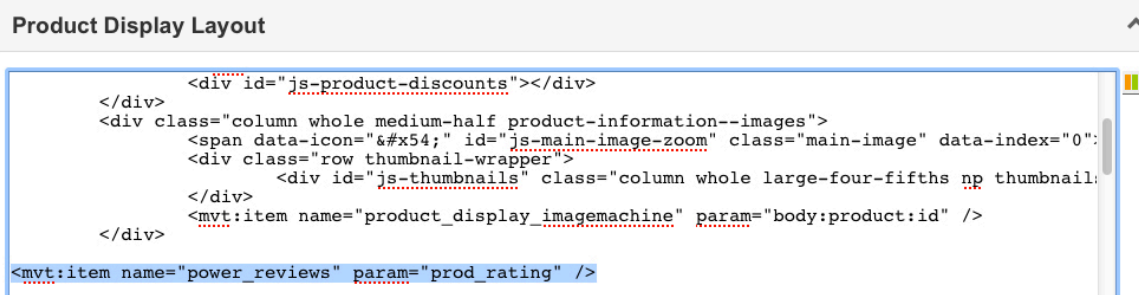 Product Display Layout
<div id="js-product-discounts"></div>
</div>
<div class="column whole medium-half product-information--images">
<span data-icon="&#x54;" id="js-main-image-zoom" class="main-image" data-index="0">
<div class="row thumbnail-wrapper">
<div id="js-thumbnails" class="column whole large-four-fifths np thumbnail
</div>
<mvt:item name="product_display_imagemachine" param="body:product:id" />
</div>
<mvt:item name="power_reviews" param="prod_rating" />